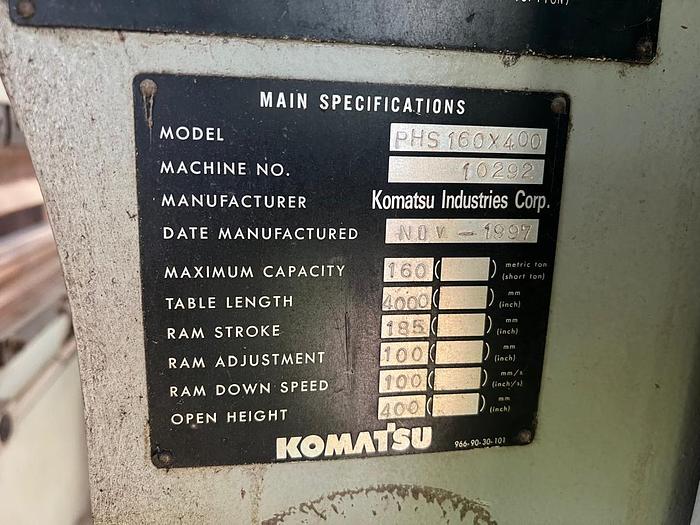 MAIN SPECIFICATIONS
MODEL PHS160X400
MACHINE NO. 10292
MANUFACTURER Komatsu Industries Corp.
DATE MANUFACTURED NOV - 1997
MAXIMUM CAPACITY 160 ( ) metric ton (short ton)
TABLE LENGTH 4000 ( ) mm (inch)
RAM STROKE 185 ( ) mm (inch)
RAM ADJUSTMENT 100 ( ) mm (inch)
RAM DOWN SPEED 100 ( ) mm/s (inch/s)
OPEN HEIGHT 400 ( ) mm (inch)
KOMATSU 966-90-30-101